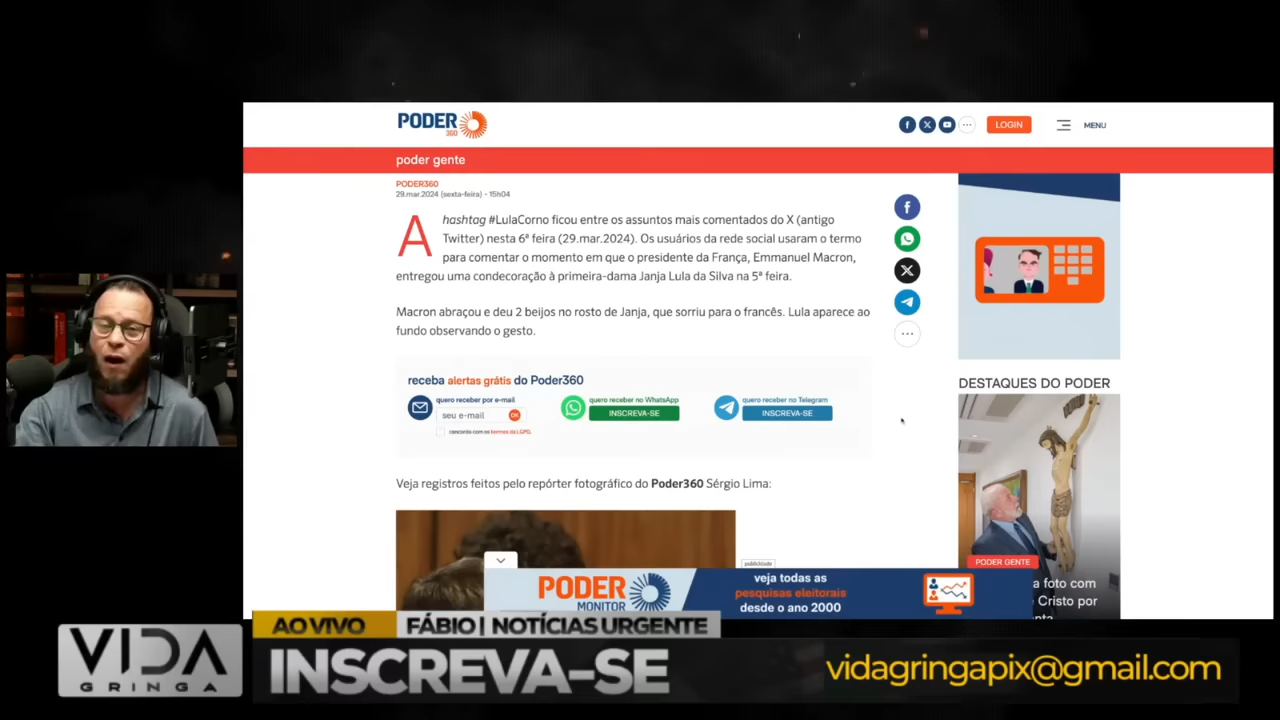 PODER
360
LOGIN
MENU
poder gente
PODER360
29.mar.2024 (sexta-feira) - 15h04
A hashtag #LulaCorno ficou entre os assuntos mais comentados do X (antigo
Twitter) nesta 6ª feira (29.mar.2024). Os usuários da rede social usaram o termo
para comentar o momento em que o presidente da França, Emmanuel Macron,
entregou uma condecoração à primeira-dama Janja Lula da Silva na 5ª feira.
Macron abraçou e deu 2 beijos no rosto de Janja, que sorriu para o francês. Lula aparece ao
fundo observando o gesto.
receba alertas grátis do Poder360
quero receber por e-mail
seu e-mail
OK
concordo com os termos da LGPD.
quero receber no WhatsApp
INSCREVA-SE
quero receber no Telegram
INSCREVA-SE
Veja registros feitos pelo repórter fotográfico do Poder360 Sérgio Lima:
DESTAQUES DO PODER
PODER GENTE
a foto com
Cristo por
publicidade
PODER
MONITOR
veja todas as
pesquisas eleitorais
desde o ano 2000
AO VIVO
FÁBIO | NOTÍCIAS URGENTE
VIDA
GRINGA
INSCREVA-SE
vidagringapix@gmail.com